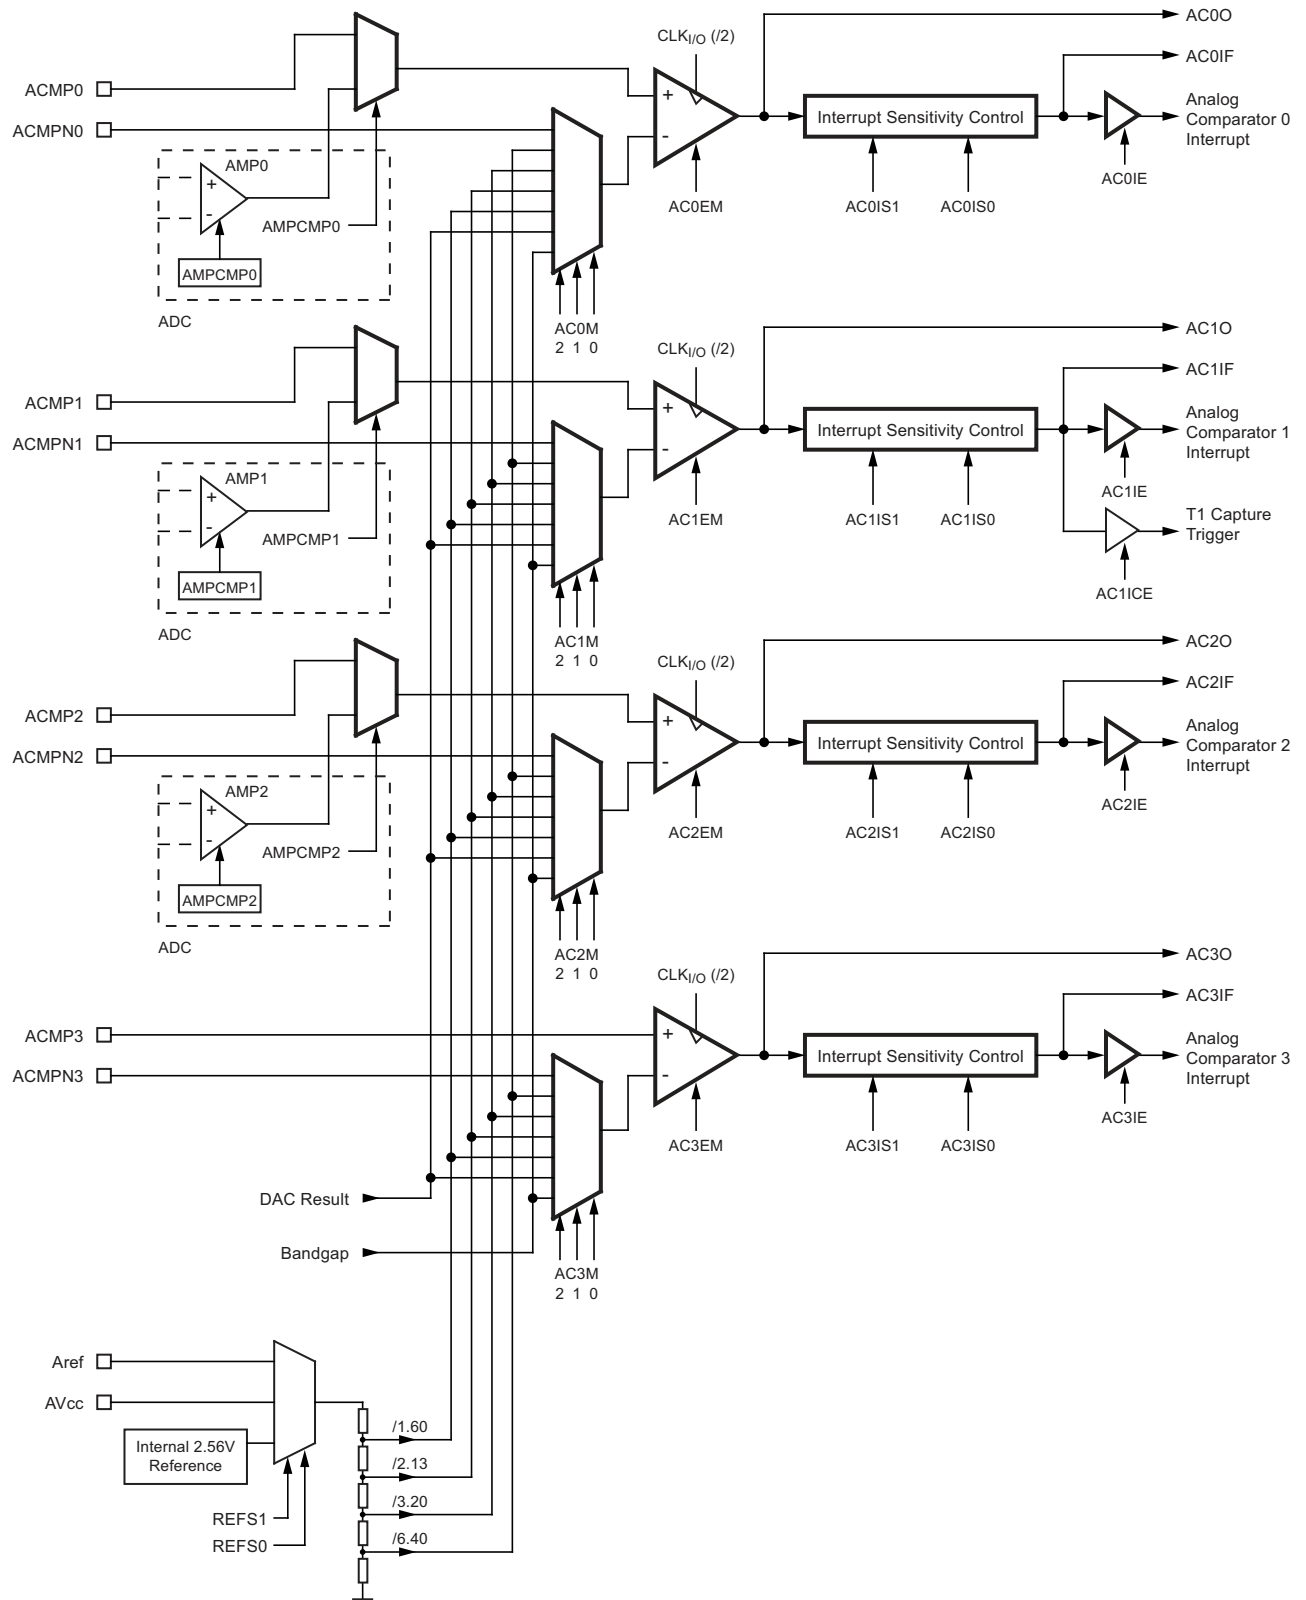 CLKI/O (/2)
AC0O
AC0IF
ACMP0
+
Interrupt Sensitivity Control
Analog
Comparator 0
Interrupt
ACMPN0
-
AMP0
+
-
AMPCMP0
AMPCMP0
ADC
AC0EM
AC0IS1
AC0IS0
AC0IE
AC0M
2 1 0
CLKI/O (/2)
AC1O
AC1IF
ACMP1
+
Interrupt Sensitivity Control
Analog
Comparator 1
Interrupt
ACMPN1
-
AMP1
+
-
AMPCMP1
AMPCMP1
ADC
AC1EM
AC1IS1
AC1IS0
AC1IE
T1 Capture
Trigger
AC1ICE
AC1M
2 1 0
CLKI/O (/2)
AC2O
AC2IF
ACMP2
+
Interrupt Sensitivity Control
Analog
Comparator 2
Interrupt
ACMPN2
-
AMP2
+
-
AMPCMP2
AMPCMP2
ADC
AC2EM
AC2IS1
AC2IS0
AC2IE
AC2M
2 1 0
CLKI/O (/2)
AC3O
AC3IF
ACMP3
+
Interrupt Sensitivity Control
Analog
Comparator 3
Interrupt
ACMPN3
-
AC3EM
AC3IS1
AC3IS0
AC3IE
DAC Result
Bandgap
AC3M
2 1 0
Aref
AVcc
Internal 2.56V
Reference
REFS1
REFS0
/1.60
/2.13
/3.20
/6.40